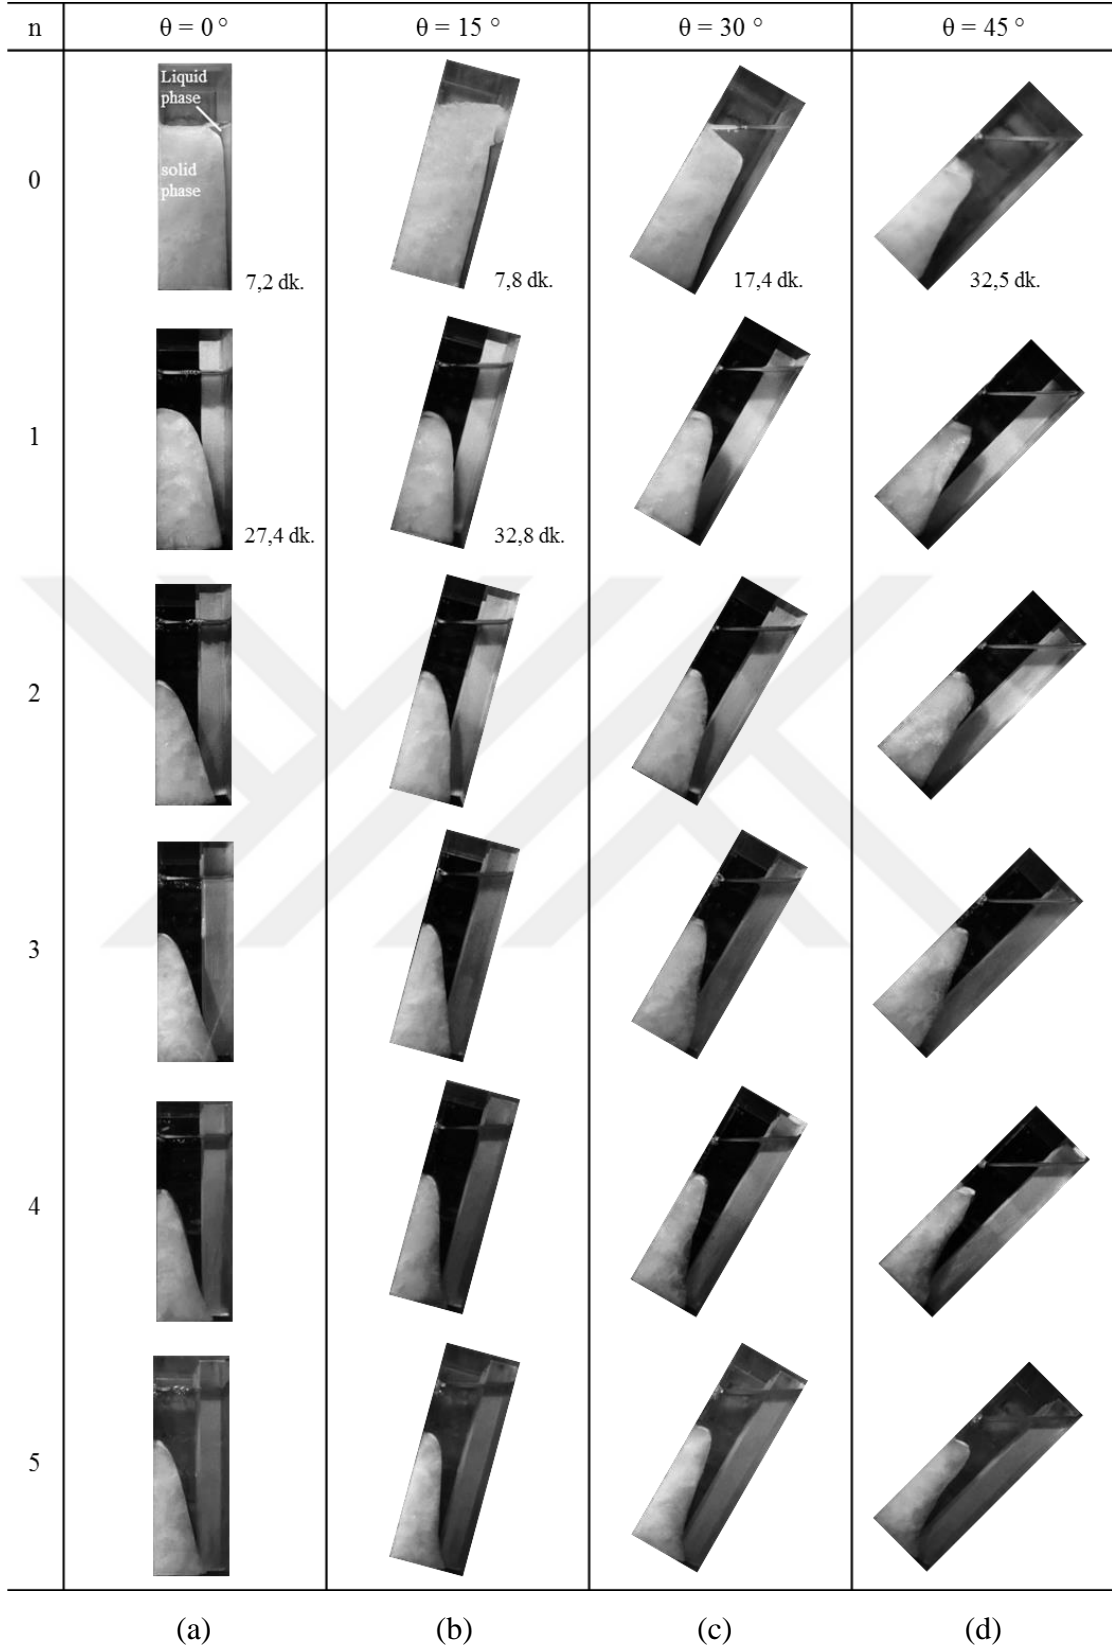 n θ = 0 ° θ = 15 ° θ = 30 ° θ = 45 °
Liquid
phase
solid
phase
0
7,2 dk. 7,8 dk. 17,4 dk. 32,5 dk.
1
27,4 dk. 32,8 dk.
2
3
4
5
(a) (b) (c) (d)